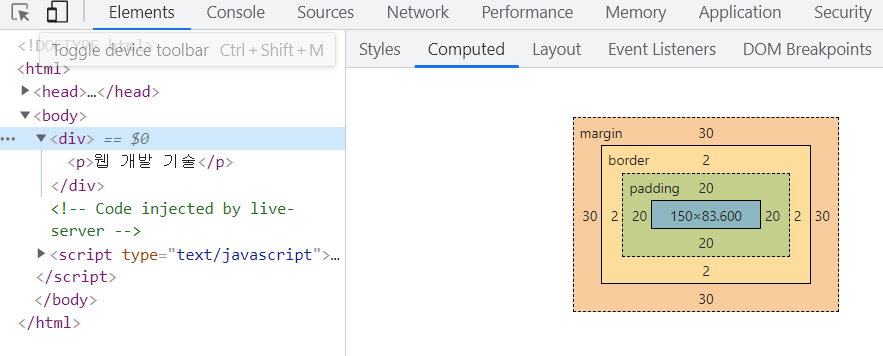 Elements Console Sources Network Performance Memory Application Security
<!DOCTYPE html>
Toggle device toolbar Ctrl + Shift + M
<html>
<head>…</head>
<body>
<div> == $0
<p>웹 개발 기술</p>
</div>
<!-- Code injected by live-
server -->
<script type="text/javascript">…
</script>
</body>
</html>
Styles Computed Layout Event Listeners DOM Breakpoints
margin 30
border 2
padding 20
30 2 20 150×83.600 20 2 30
20
2
30